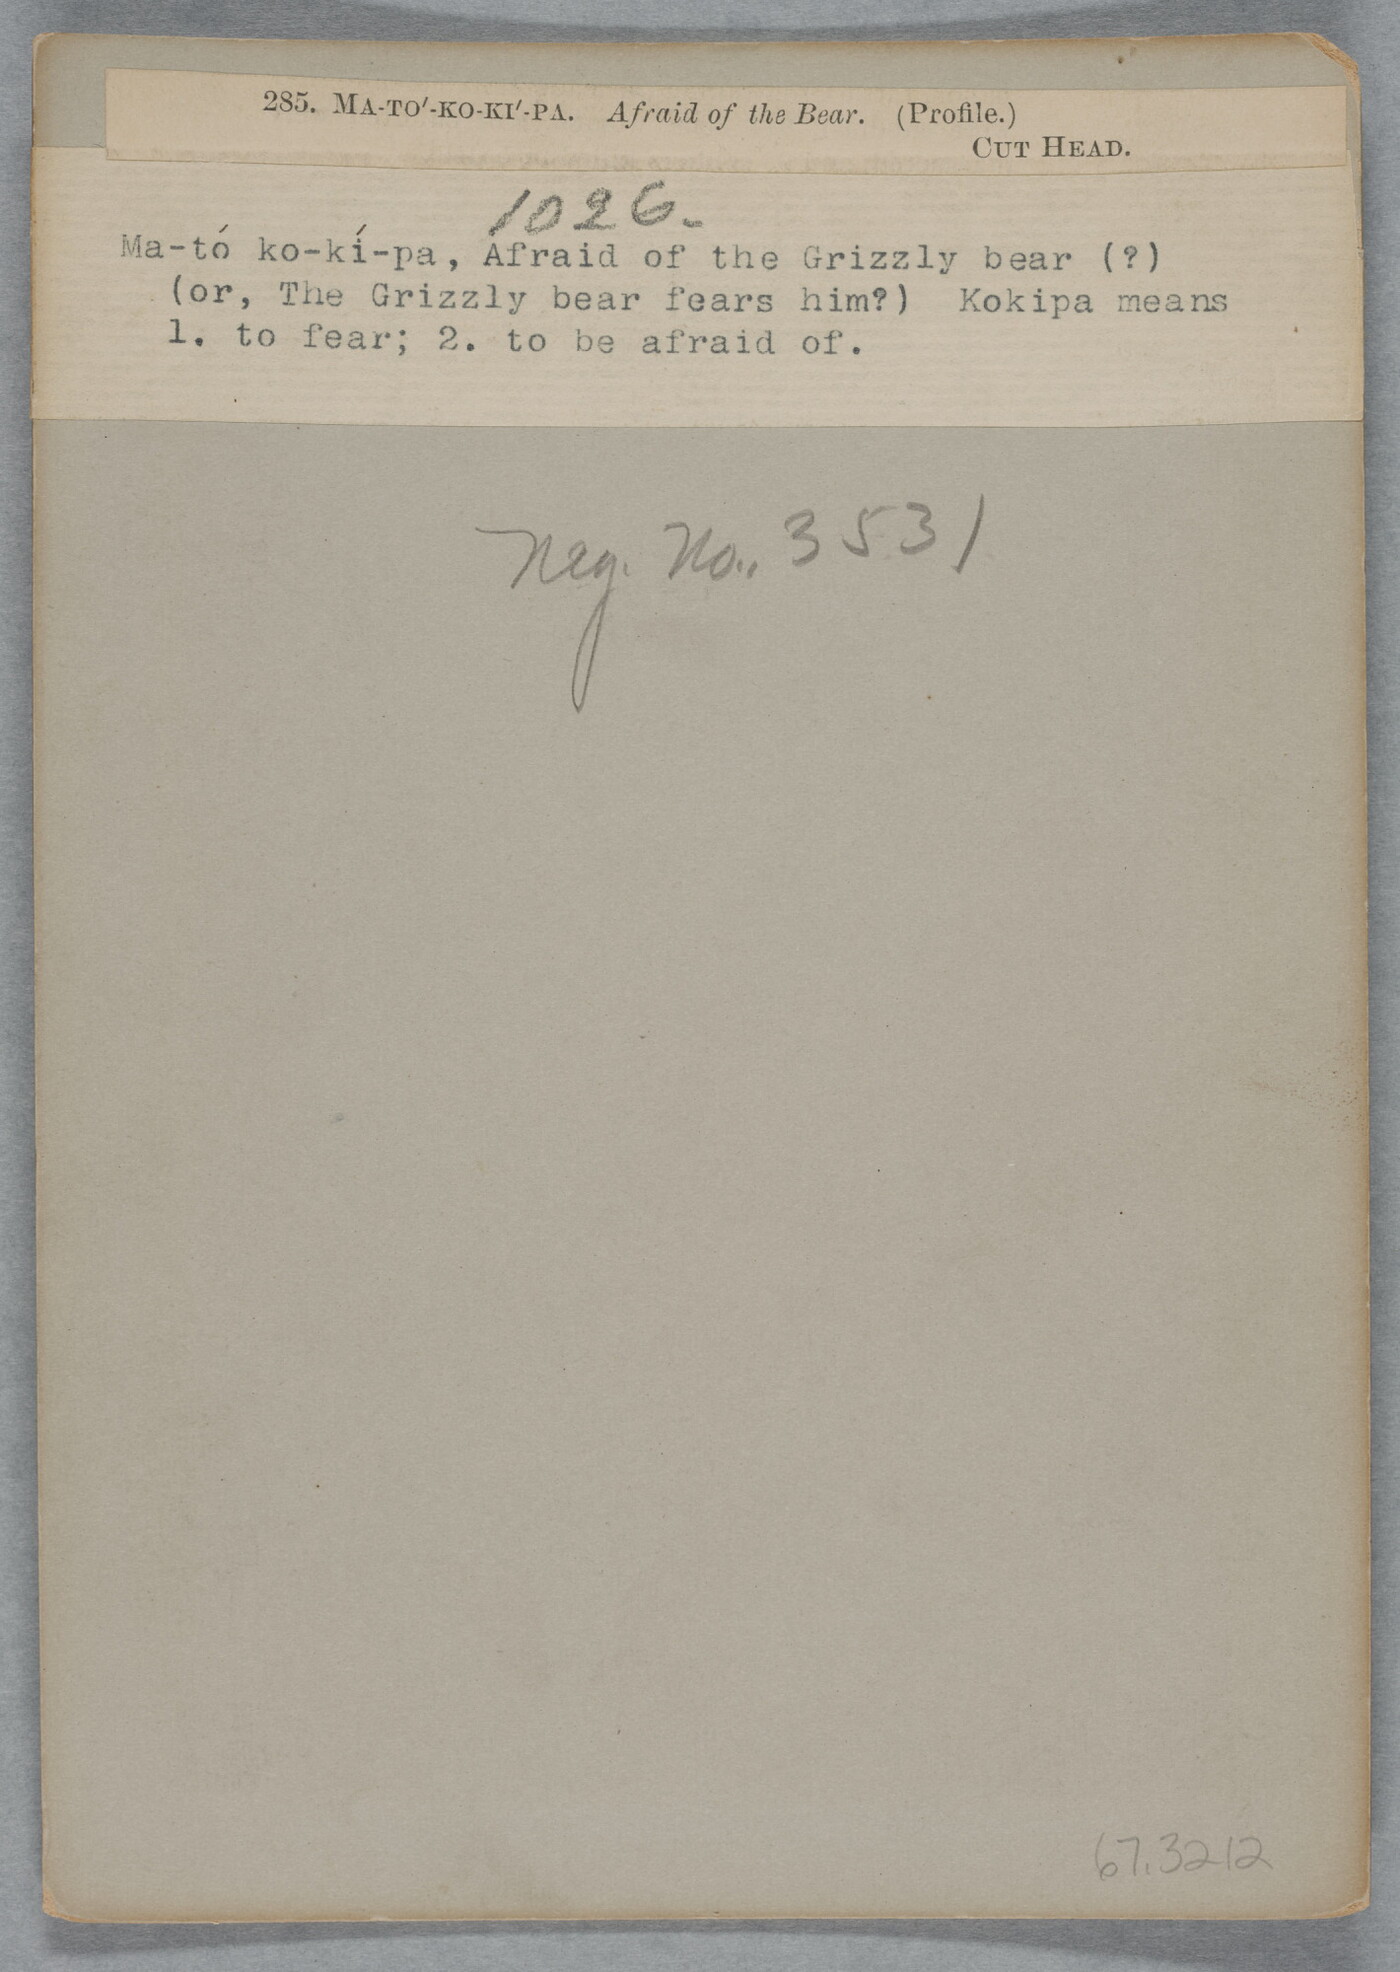 285. MA-TO'-KO-KI'-PA. Afraid of the Bear. (Profile.)
CUT HEAD.
1026.
Ma-tó ko-kí-pa, Afraid of the Grizzly bear (?)
(or, The Grizzly bear fears him?) Kokipa means
1. to fear; 2. to be afraid of.
Neg. No. 3531
67.3212